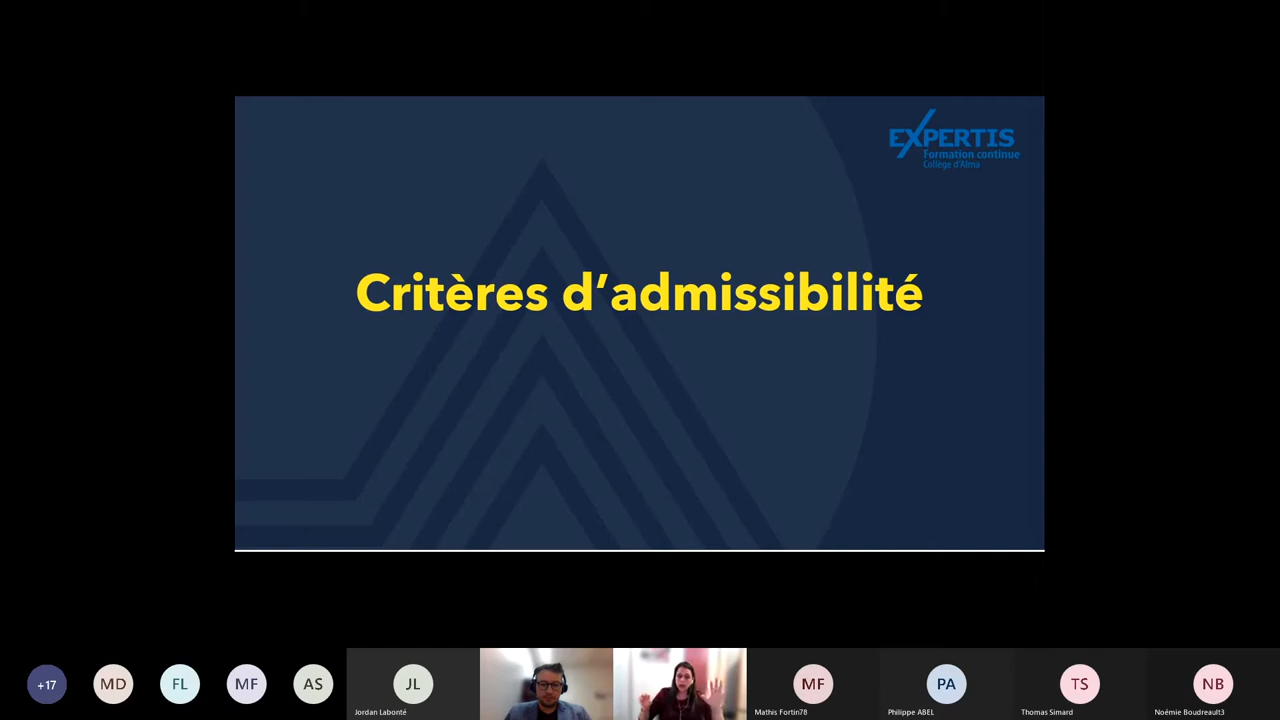 EXPERTIS
Formation continue
Collège d'Alma
Critères d’admissibilité
+17
MD
FL
MF
AS
JL
Jordan Labonté
MF
Mathis Fortin78
PA
Philippe ABEL
TS
Thomas Simard
NB
Noémie Boudreault3